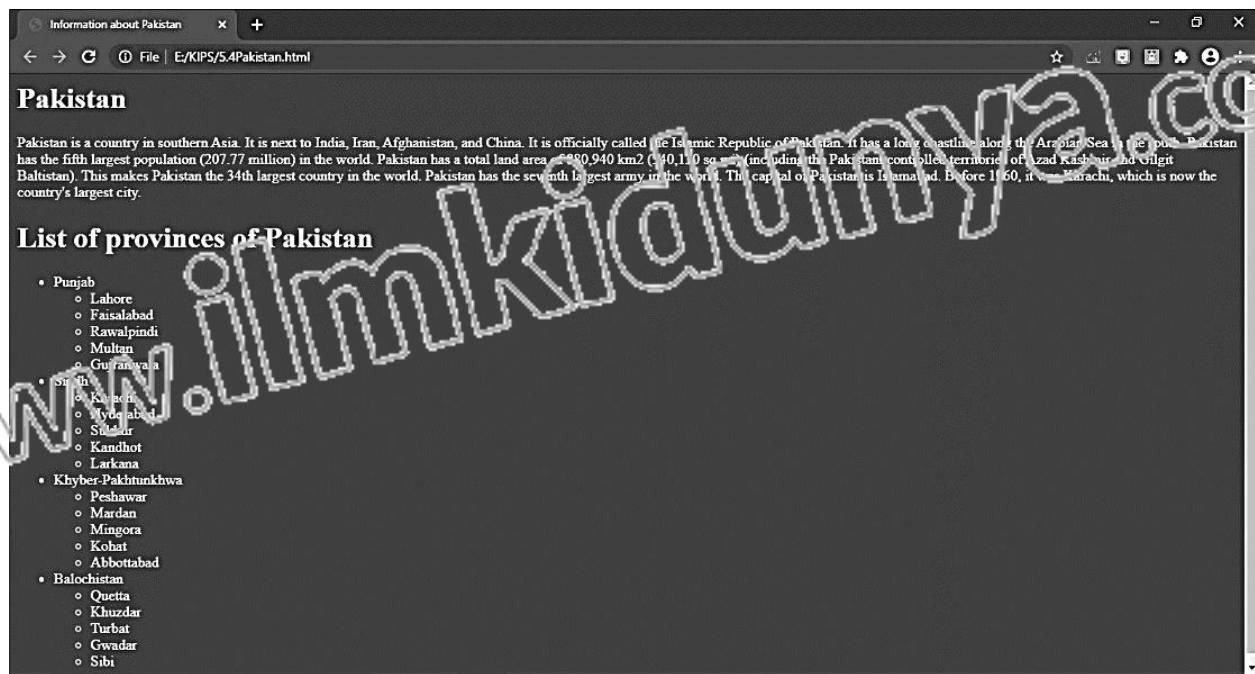 Information about Pakistan
File | E:/KIPS/5.4Pakistan.html
Pakistan
Pakistan is a country in southern Asia. It is next to India, Iran, Afghanistan, and China. It is officially called the Islamic Republic of Pakistan. It has a long coastline along the Arabian Sea in the south. Pakistan
has the fifth largest population (207.77 million) in the world. Pakistan has a total land area of 880,940 km2 (340,130 sq mi) (including the Pakistani controlled territories of Azad Kashmir and Gilgit
Baltistan). This makes Pakistan the 34th largest country in the world. Pakistan has the seventh largest army in the world. The capital of Pakistan is Islamabad. Before 1960, it was Karachi, which is now the
country's largest city.
List of provinces of Pakistan
Punjab
Lahore
Faisalabad
Rawalpindi
Multan
Gujranwala
Sindh
Karachi
Hyderabad
Sukkur
Kandhot
Larkana
Khyber-Pakhtunkhwa
Peshawar
Mardan
Mingora
Kohat
Abbottabad
Balochistan
Quetta
Khuzdar
Turbat
Gwadar
Sibi
ww.ilmkidunya.co